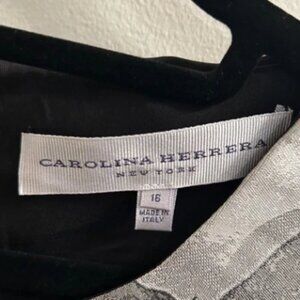 CAROLINA HERRERA
NEW YORK
16
MADE IN
ITALY